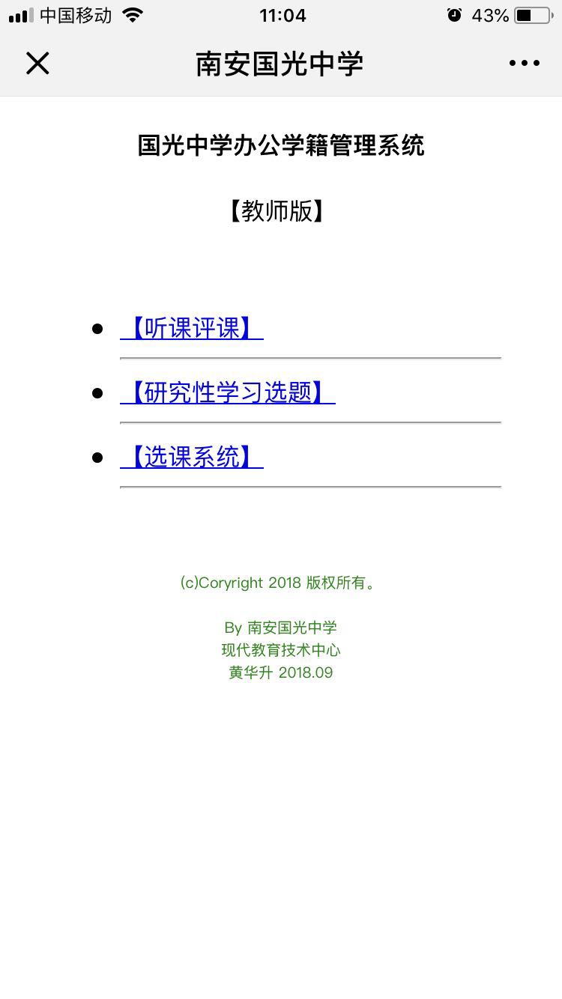 中国移动 11:04 43%
南安国光中学
国光中学办公学籍管理系统
【教师版】
【听课评课】
【研究性学习选题】
【选课系统】
(c)Coryright 2018 版权所有。
By 南安国光中学
现代教育技术中心
黄华升 2018.09